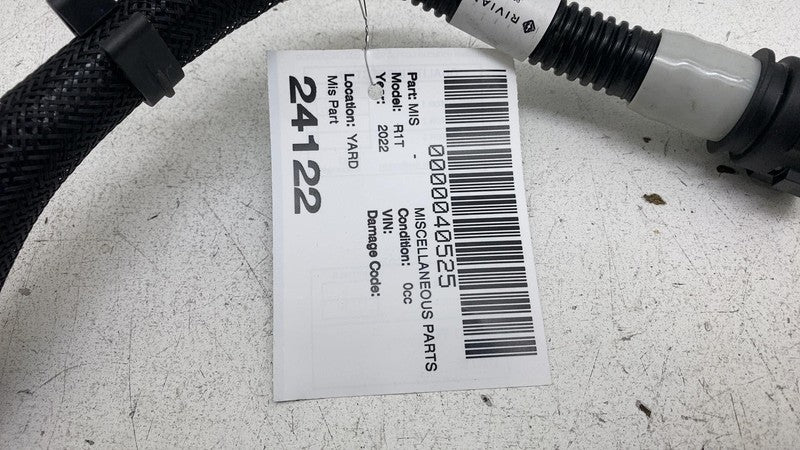 0000040525
Part: MIS - MISCELLANEOUS PARTS
Model: R1T Condition: 0cc
Year: 2022 VIN:
Damage Code:
Location: YARD
Mis Part
24122
RIVIAN